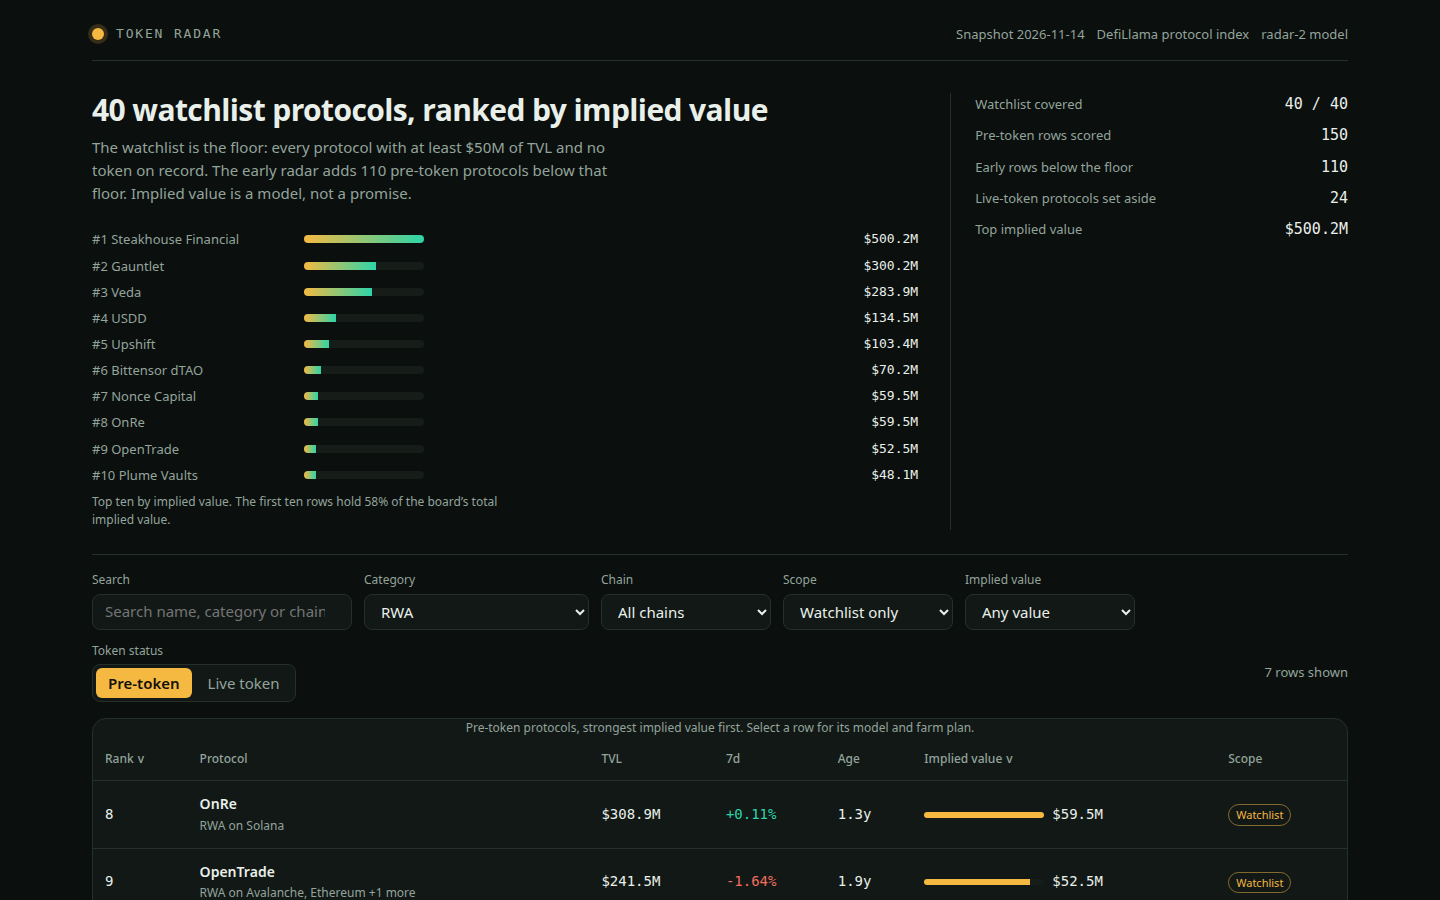 TOKEN RADAR
Snapshot 2026-11-14 DefiLlama protocol index radar-2 model
40 watchlist protocols, ranked by implied value
The watchlist is the floor: every protocol with at least $50M of TVL and no
token on record. The early radar adds 110 pre-token protocols below that
floor. Implied value is a model, not a promise.
Watchlist covered 40 / 40
Pre-token rows scored 150
Early rows below the floor 110
Live-token protocols set aside 24
Top implied value $500.2M
#1 Steakhouse Financial $500.2M
#2 Gauntlet $300.2M
#3 Veda $283.9M
#4 USDD $134.5M
#5 Upshift $103.4M
#6 Bittensor dTAO $70.2M
#7 Nonce Capital $59.5M
#8 OnRe $59.5M
#9 OpenTrade $52.5M
#10 Plume Vaults $48.1M
Top ten by implied value. The first ten rows hold 58% of the board’s total
implied value.
Search Category Chain Scope Implied value
Search name, category or chain RWA All chains Watchlist only Any value
Token status
Pre-token Live token 7 rows shown
Pre-token protocols, strongest implied value first. Select a row for its model and farm plan.
Rank v Protocol TVL 7d Age Implied value v Scope
8 OnRe $308.9M +0.11% 1.3y $59.5M Watchlist
RWA on Solana
9 OpenTrade $241.5M -1.64% 1.9y $52.5M Watchlist
RWA on Avalanche, Ethereum +1 more